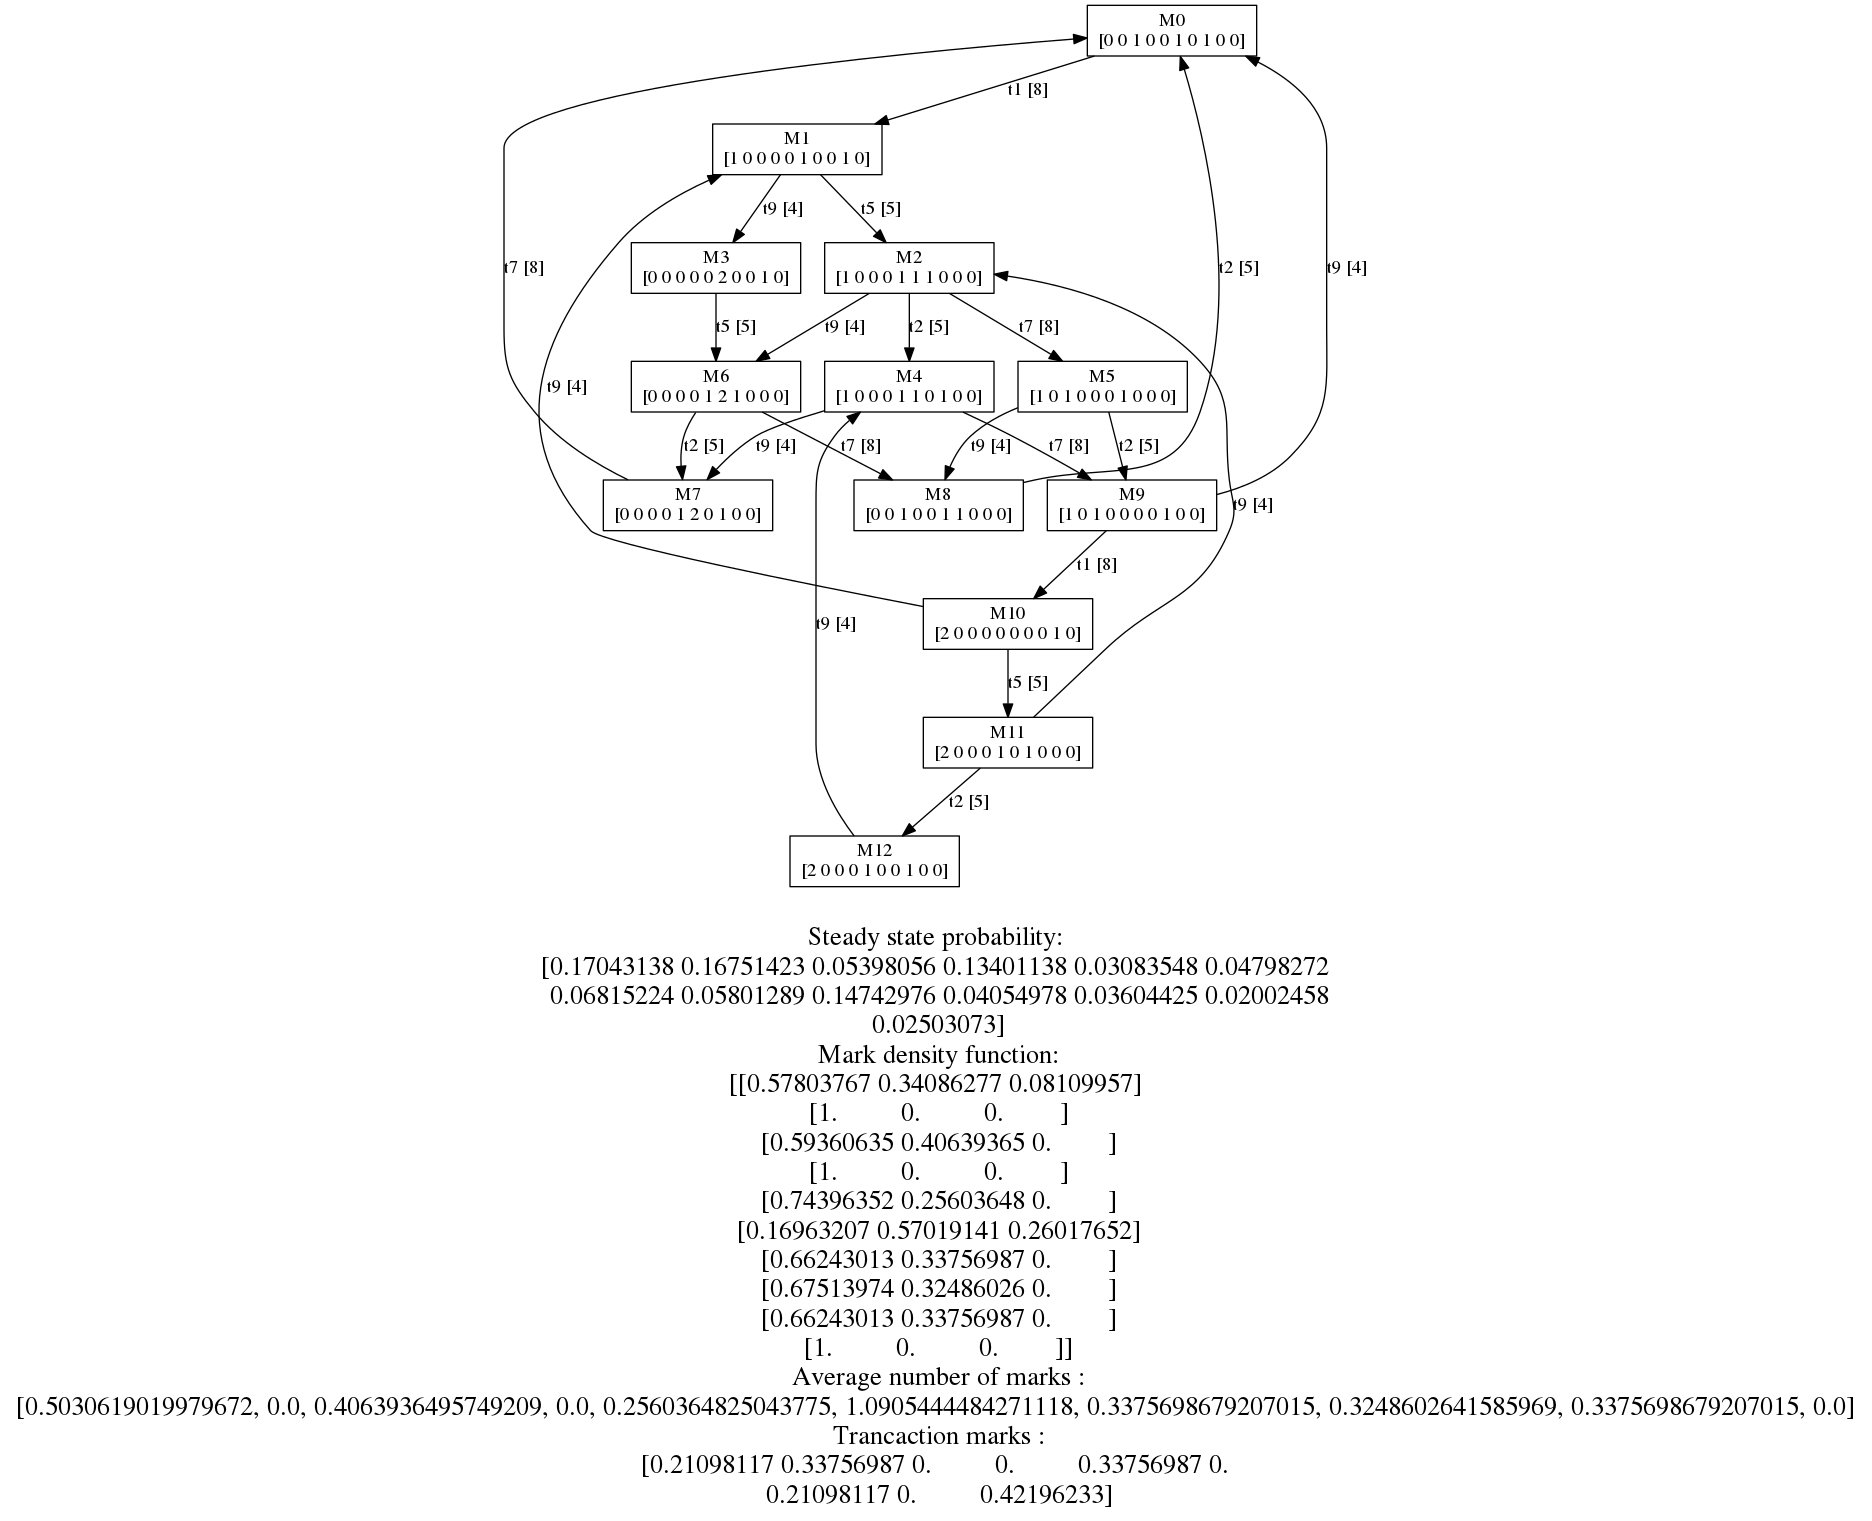 M0
[0 0 1 0 0 1 0 1 0 0]
t1 [8]
M1
[1 0 0 0 0 1 0 0 1 0]
t9 [4]
t5 [5]
M3
[0 0 0 0 0 2 0 0 1 0]
M2
[1 0 0 0 1 1 1 0 0 0]
t7 [8]
t2 [5]
t9 [4]
t5 [5]
t9 [4]
t2 [5]
t7 [8]
M6
[0 0 0 0 1 2 1 0 0 0]
M4
[1 0 0 0 1 1 0 1 0 0]
M5
[1 0 1 0 0 0 1 0 0 0]
t9 [4]
t2 [5]
t9 [4]
t7 [8]
t9 [4]
t7 [8]
t2 [5]
M7
[0 0 0 0 1 2 0 1 0 0]
M8
[0 0 1 0 0 1 1 0 0 0]
M9
[1 0 1 0 0 0 0 1 0 0]
t9 [4]
t1 [8]
M10
[2 0 0 0 0 0 0 0 1 0]
t9 [4]
t5 [5]
M11
[2 0 0 0 1 0 1 0 0 0]
t2 [5]
M12
[2 0 0 0 1 0 0 1 0 0]
Steady state probability:
[0.17043138 0.16751423 0.05398056 0.13401138 0.03083548 0.04798272
0.06815224 0.05801289 0.14742976 0.04054978 0.03604425 0.02002458
0.02503073]
Mark density function:
[[0.57803767 0.34086277 0.08109957]
[1. 0. 0. ]
[0.59360635 0.40639365 0. ]
[1. 0. 0. ]
[0.74396352 0.25603648 0. ]
[0.16963207 0.57019141 0.26017652]
[0.66243013 0.33756987 0. ]
[0.67513974 0.32486026 0. ]
[0.66243013 0.33756987 0. ]
[1. 0. 0. ]]
Average number of marks :
[0.5030619019979672, 0.0, 0.4063936495749209, 0.0, 0.2560364825043775, 1.0905444484271118, 0.3375698679207015, 0.3248602641585969, 0.3375698679207015, 0.0]
Trancaction marks :
[0.21098117 0.33756987 0. 0. 0.33756987 0.
0.21098117 0. 0.42196233]